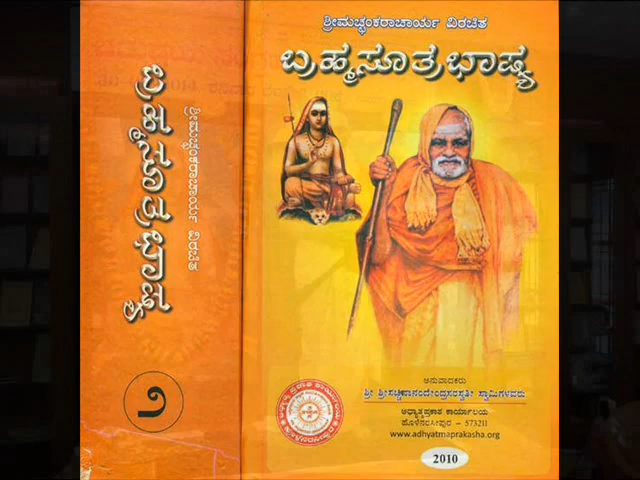 ಶ್ರೀಮಚ್ಛಂಕರಾಚಾರ್ಯ ವಿರಚಿತ
ಬ್ರಹ್ಮಸೂತ್ರಭಾಷ್ಯ
ಶ್ರೀಮಚ್ಛಂಕರಾಚಾರ್ಯ ವಿರಚಿತ
ಬ್ರಹ್ಮಸೂತ್ರಭಾಷ್ಯ
೧
ಅನುವಾದಕರು
ಶ್ರೀ ಶ್ರೀಸಚ್ಚಿದಾನಂದೇಂದ್ರಸರಸ್ವತೀ ಸ್ವಾಮಿಗಳವರು
ಅಧ್ಯಾತ್ಮಪ್ರಕಾಶ ಕಾರ್ಯಾಲಯ
ಹೊಳೆನರಸೀಪುರ – 573211
www.adhyatmaprakasha.org
2010